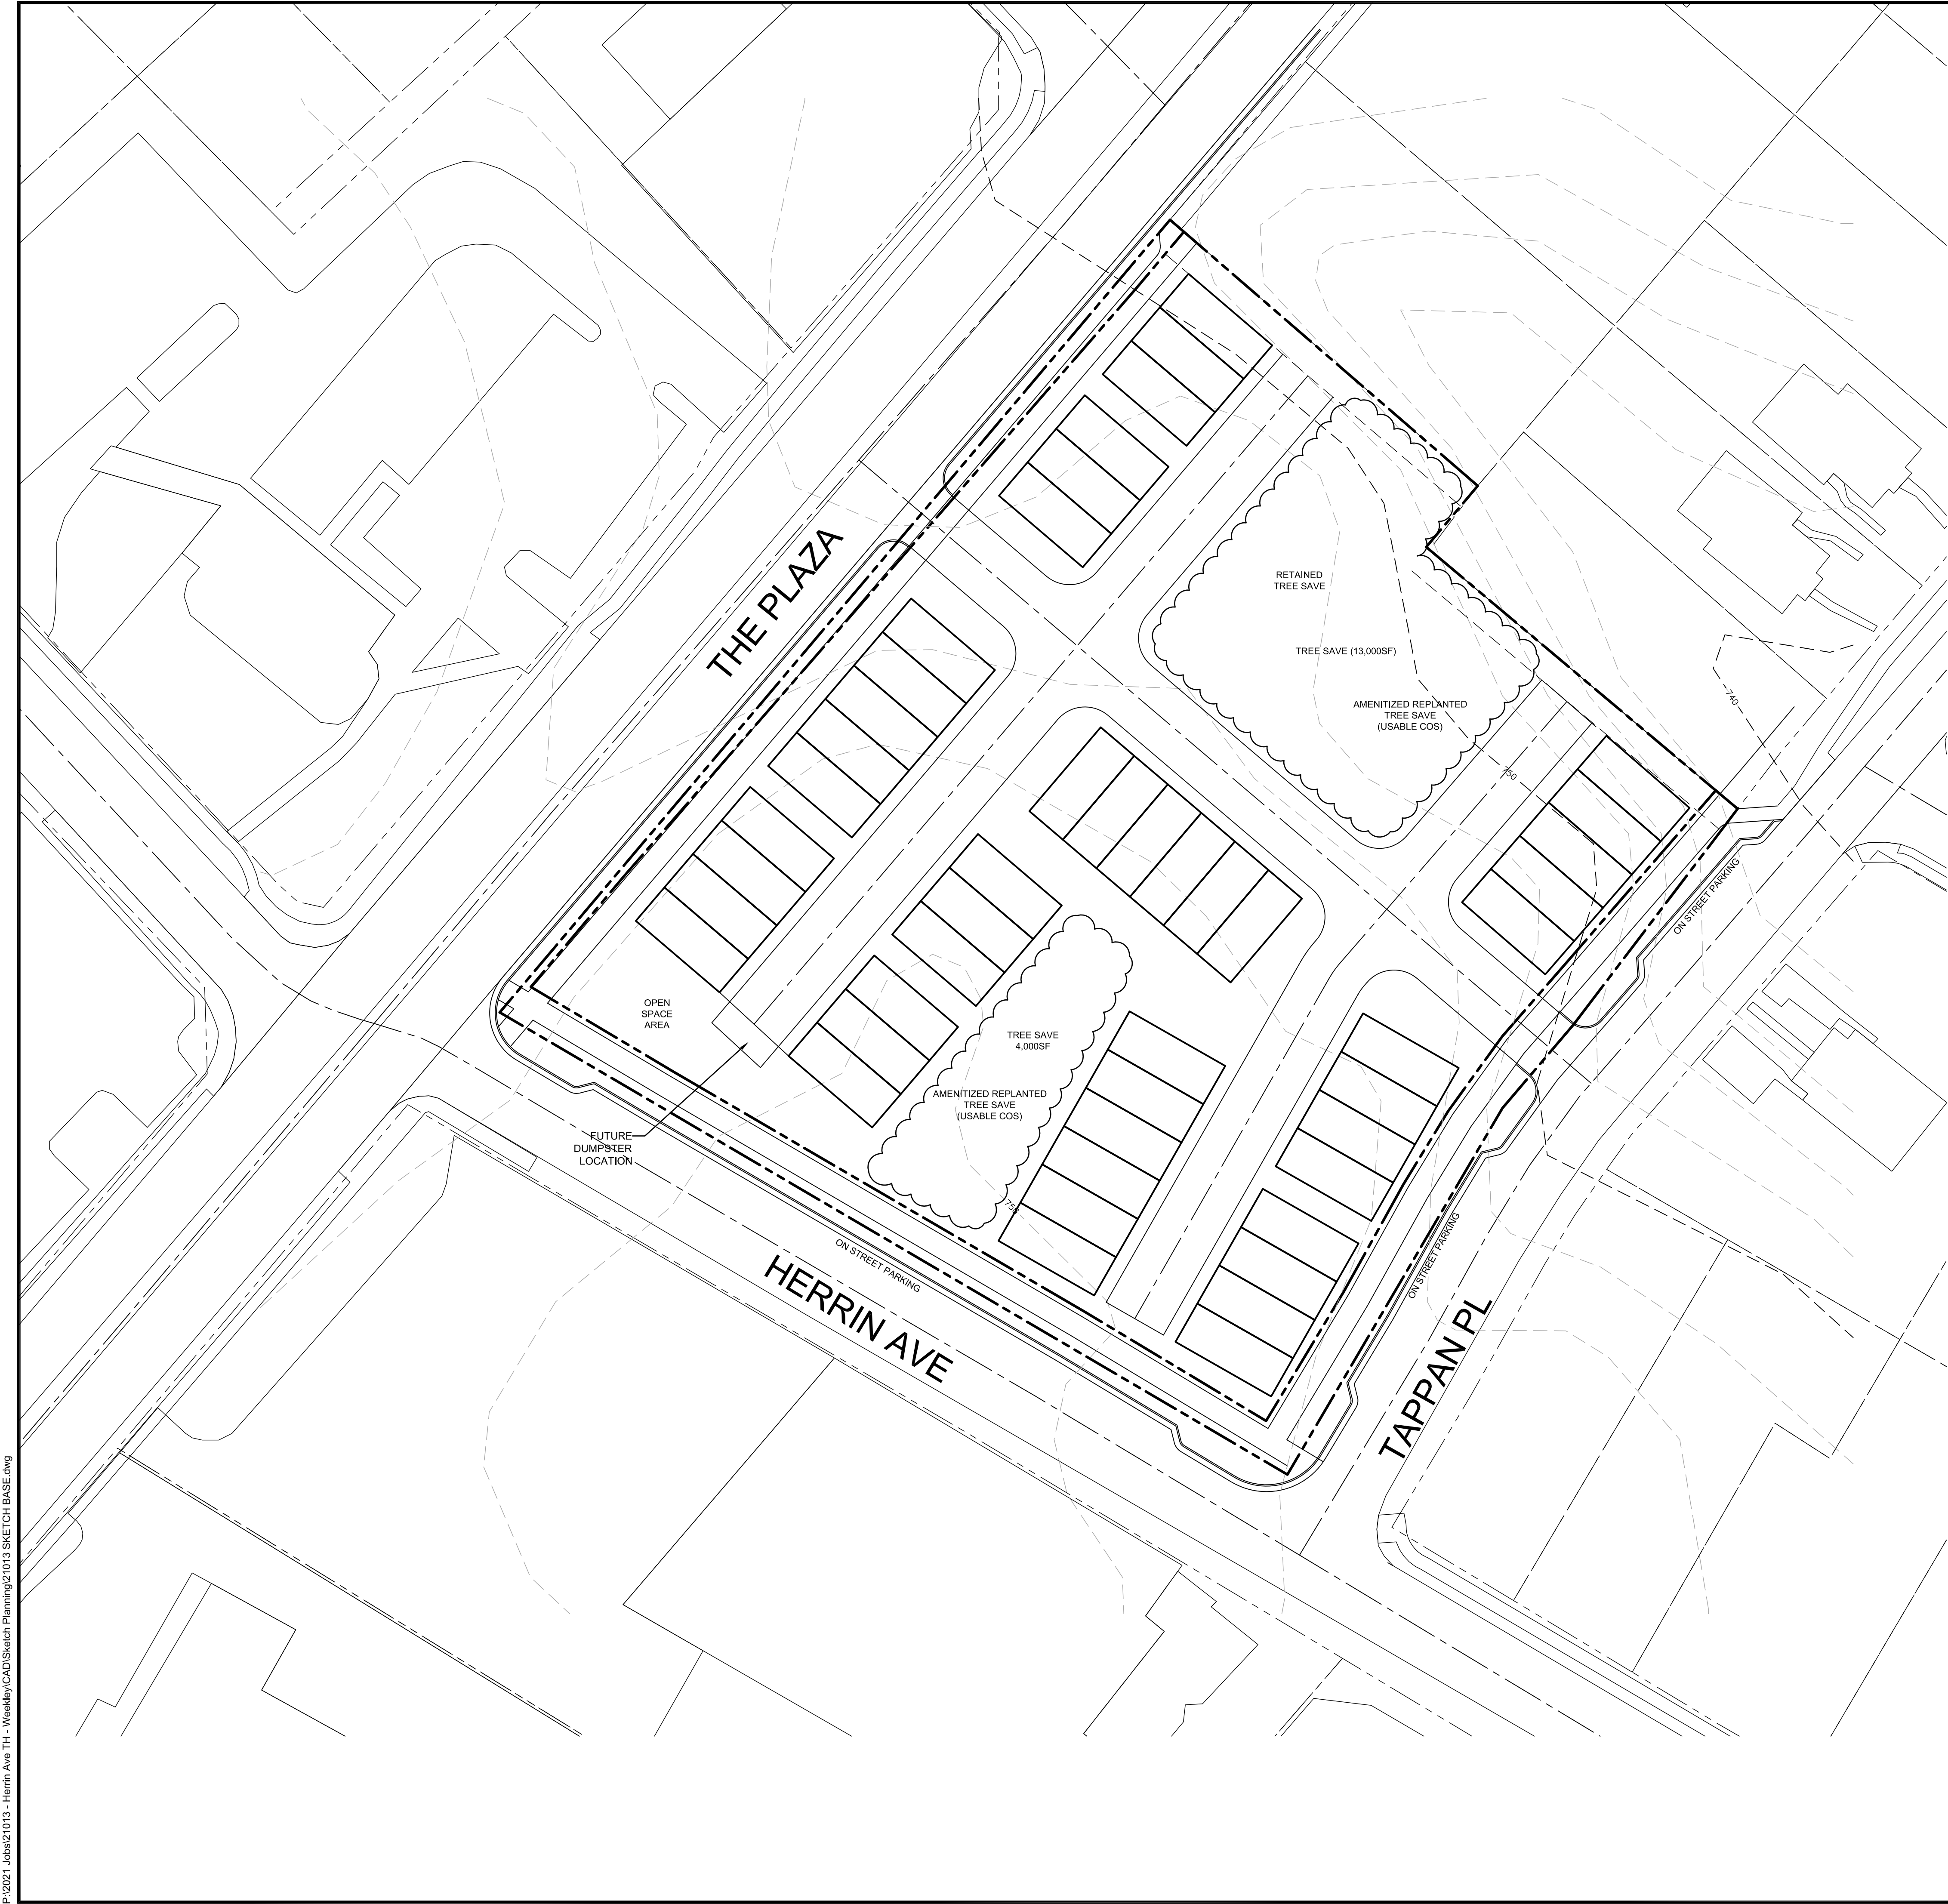 THE PLAZA
RETAINED
TREE SAVE
TREE SAVE (13,000SF)
AMENITIZED REPLANTED
TREE SAVE
(USABLE COS)
740
750
ON STREET PARKING
OPEN
SPACE
AREA
TREE SAVE
4,000SF
AMENITIZED REPLANTED
TREE SAVE
(USABLE COS)
FUTURE
DUMPSTER
LOCATION
750
ON STREET PARKING
ON STREET PARKING
HERRIN AVE
TAPPAN PL
P:\2021 Jobs\21013 - Herrin Ave TH - Weekley\CAD\Sketch Planning\21013 SKETCH BASE.dwg